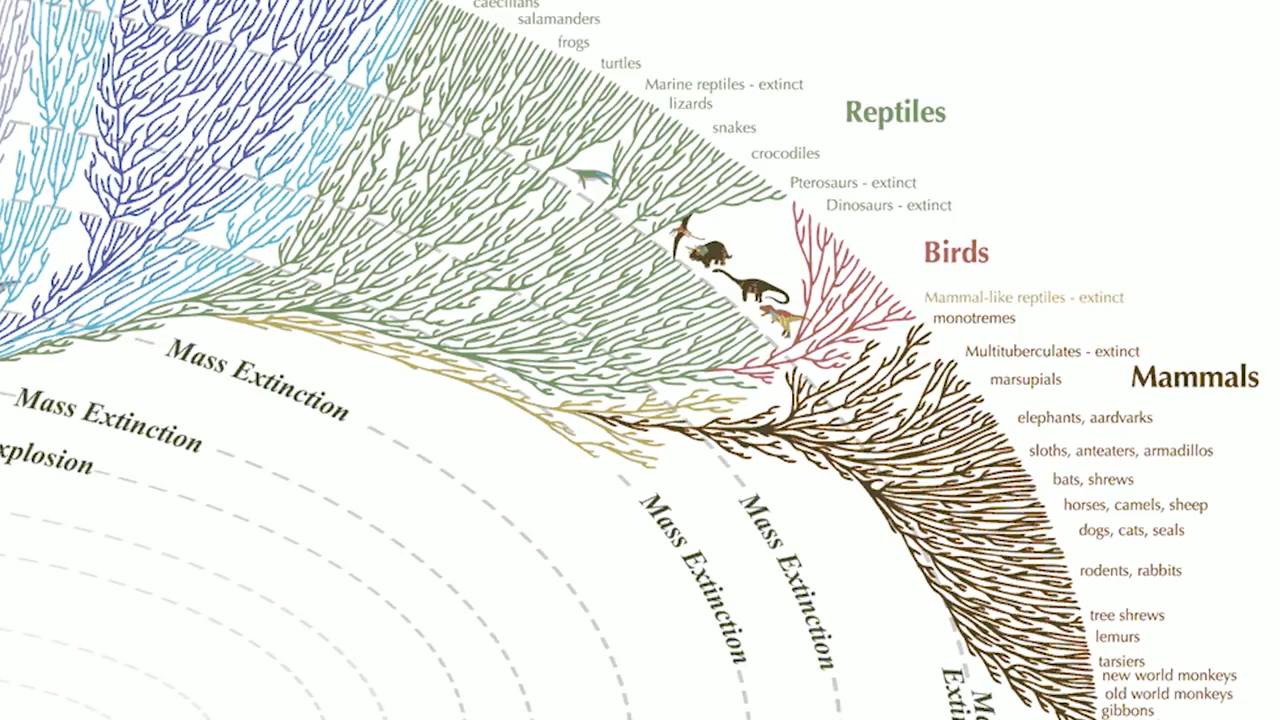 caecilians
salamanders
frogs
turtles
Marine reptiles - extinct
lizards
Reptiles
snakes
crocodiles
Pterosaurs - extinct
Dinosaurs - extinct
Birds
Mammal-like reptiles - extinct
monotremes
Multituberculates - extinct
marsupials
Mammals
elephants, aardvarks
sloths, anteaters, armadillos
bats, shrews
horses, camels, sheep
dogs, cats, seals
rodents, rabbits
tree shrews
lemurs
tarsiers
new world monkeys
old world monkeys
gibbons
Mass Extinction
Mass Extinction
xplosion
Mass Extinction
Mass Extinction
Ma
Extin